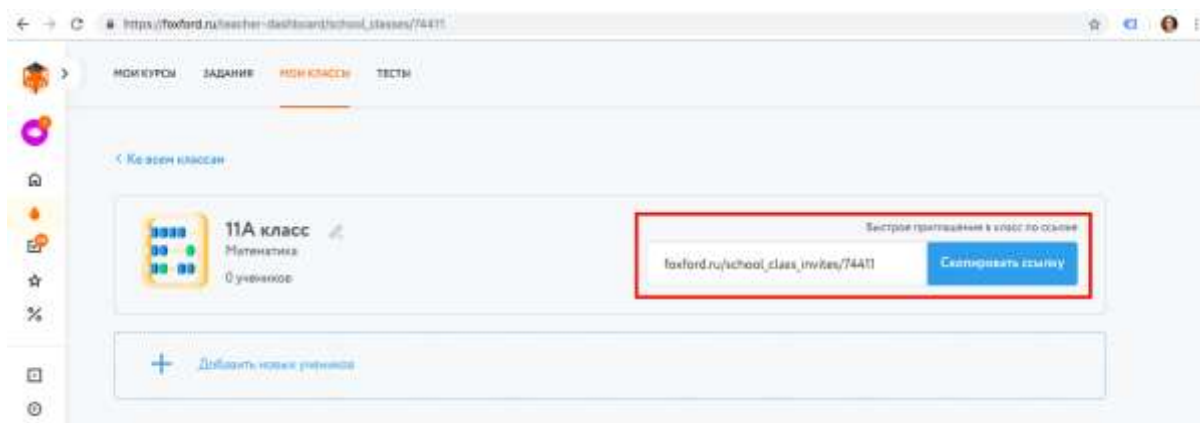 https://foxford.ru/teacher-dashboard/school_classes/74411
МОИ КУРСЫ ЗАДАНИЯ МОИ КЛАССЫ ТЕСТЫ
Ко всем классам
11А класс
Математика
0 учеников
Быстрое приглашение в класс по ссылке
foxford.ru/school_class_invites/74411
Скопировать ссылку
Добавить новых учеников